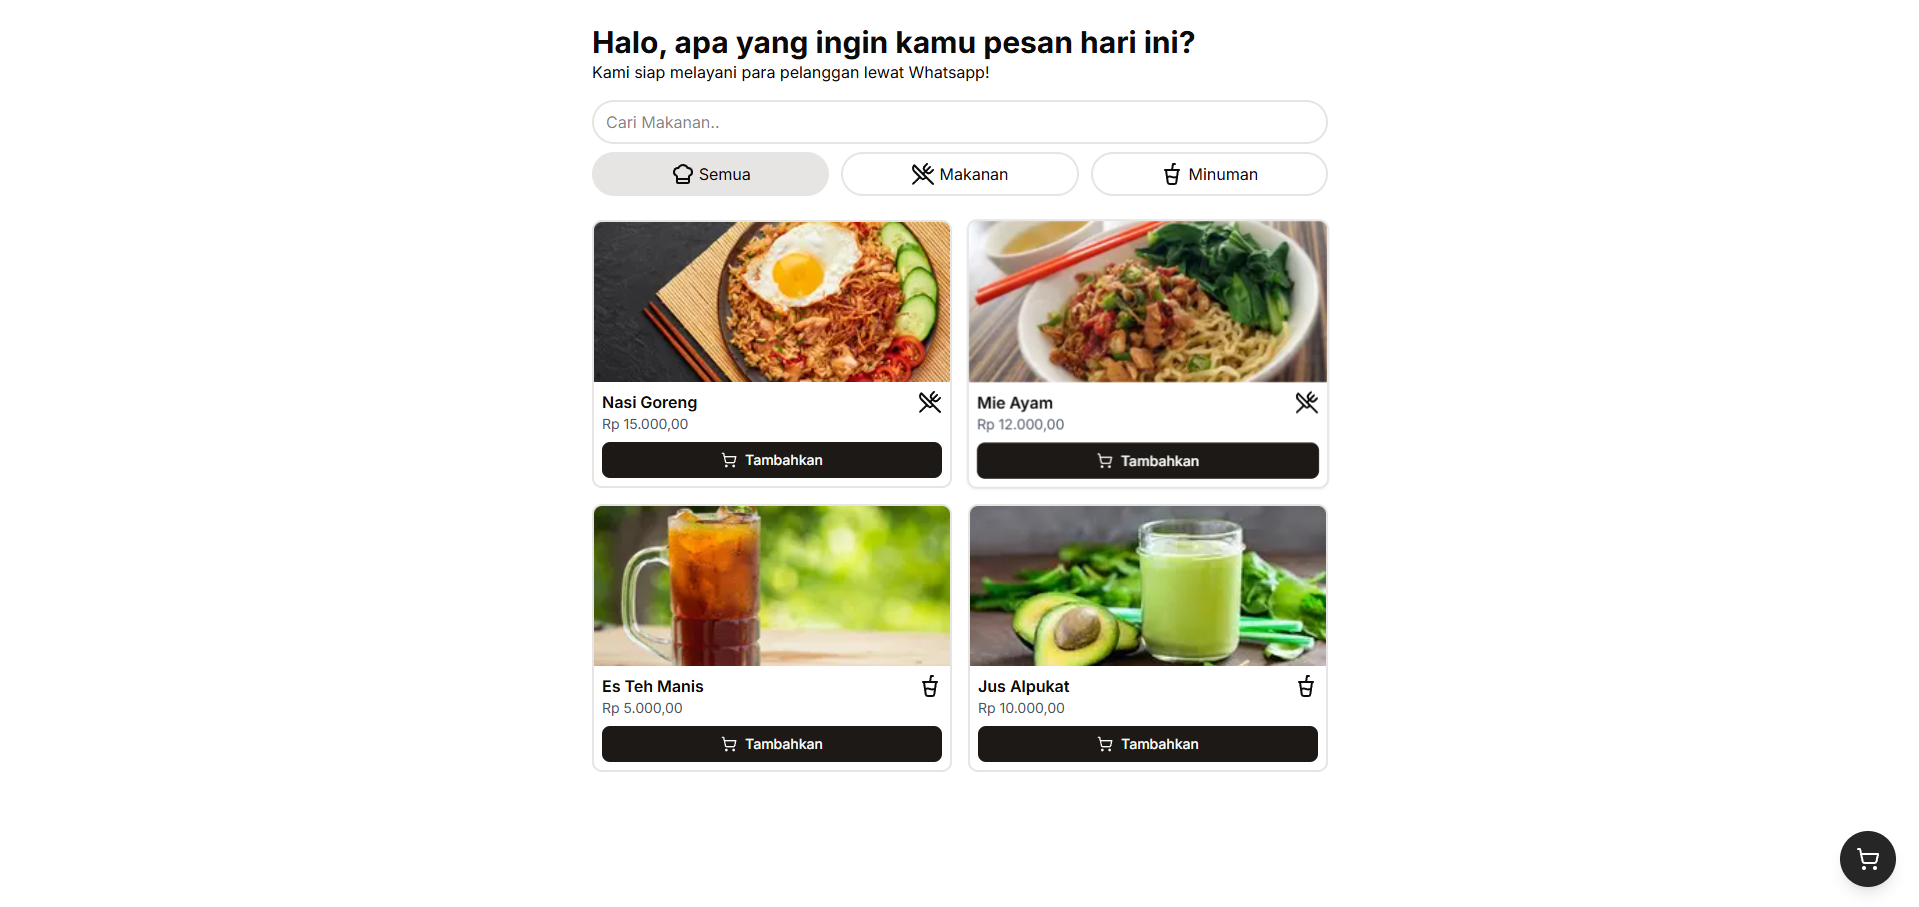 Halo, apa yang ingin kamu pesan hari ini?
Kami siap melayani para pelanggan lewat Whatsapp!
Cari Makanan..
Semua
Makanan
Minuman
Nasi Goreng
Rp 15.000,00
Tambahkan
Mie Ayam
Rp 12.000,00
Tambahkan
Es Teh Manis
Rp 5.000,00
Tambahkan
Jus Alpukat
Rp 10.000,00
Tambahkan